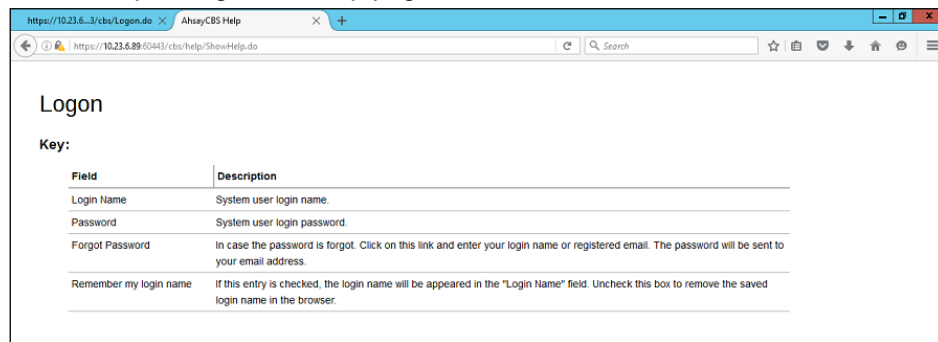 https://10.23.6...3/cbs/Logon.do
AhsayCBS Help
https://10.23.6.89:60443/cbs/help/ShowHelp.do
Search
Logon
Key:
Field Description
Login Name System user login name.
Password System user login password.
Forgot Password In case the password is forgot. Click on this link and enter your login name or registered email. The password will be sent to
your email address.
Remember my login name If this entry is checked, the login name will be appeared in the "Login Name" field. Uncheck this box to remove the saved
login name in the browser.